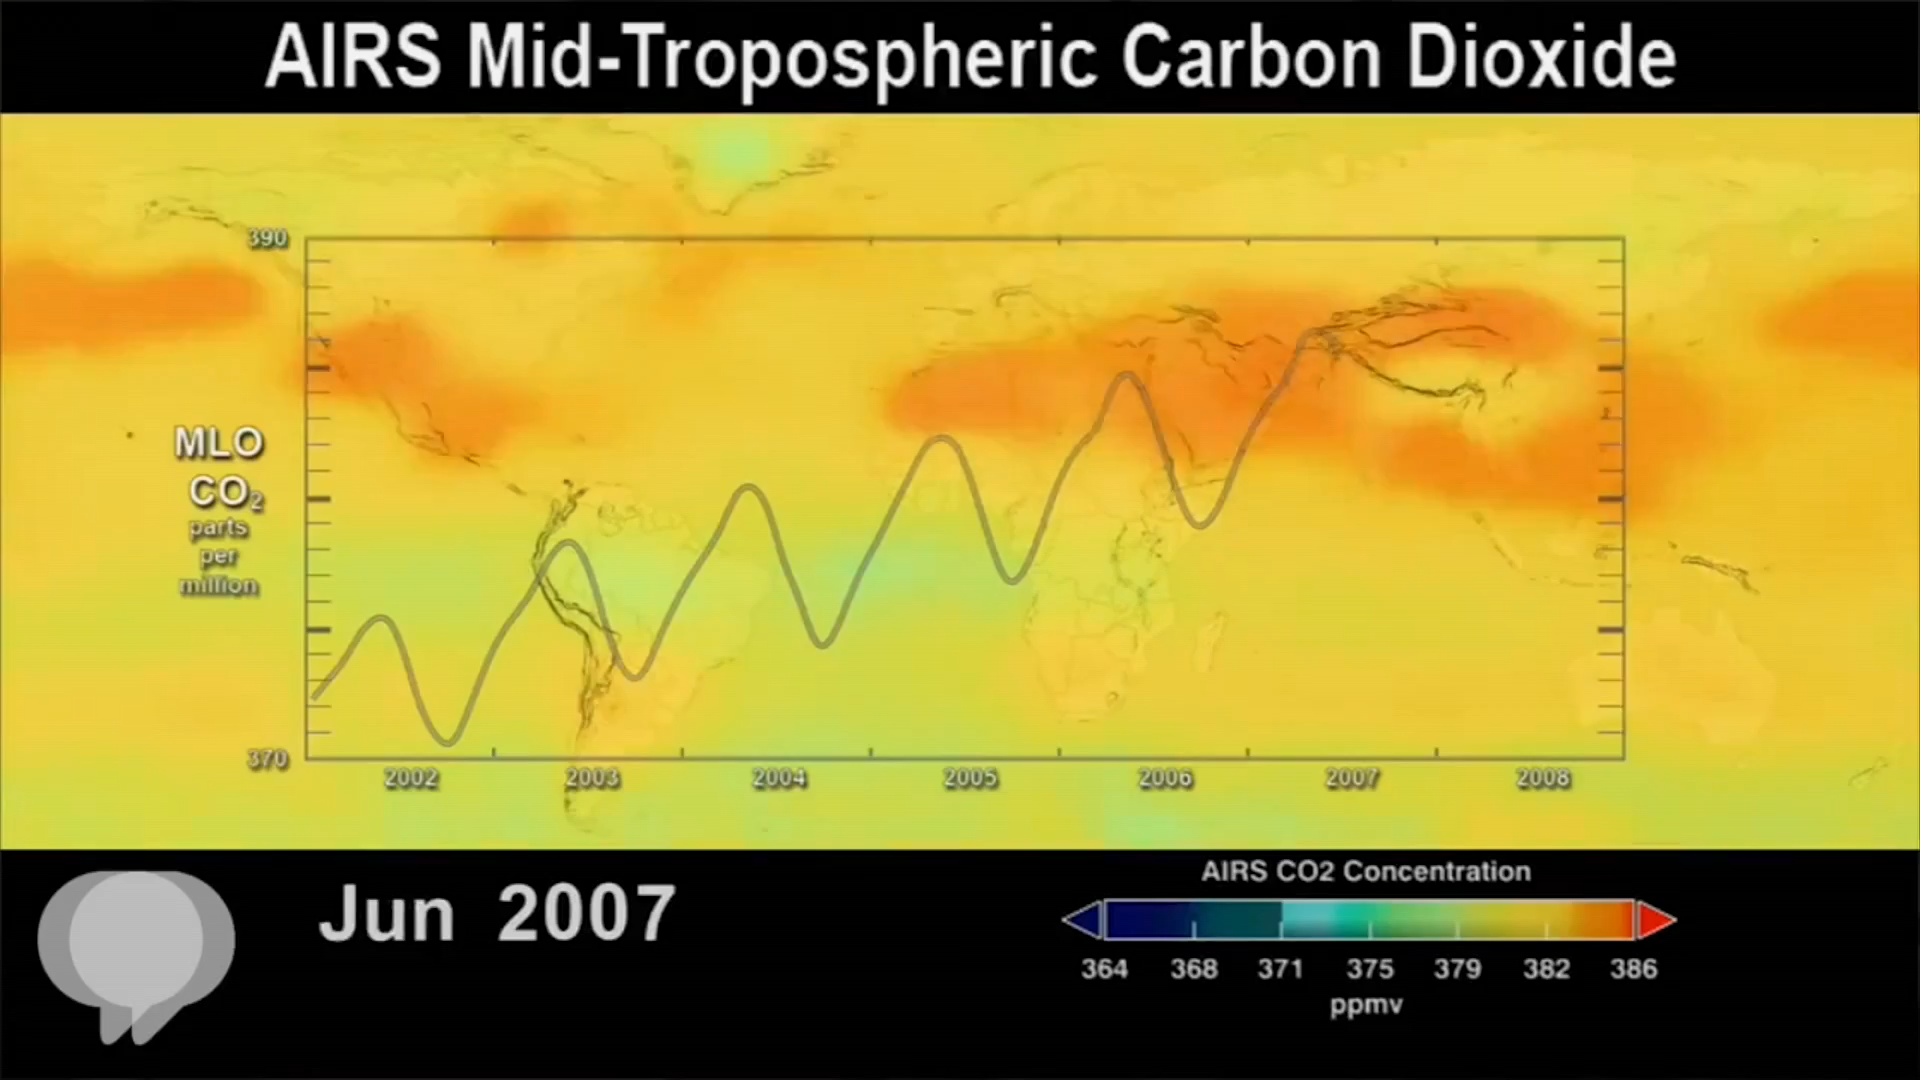 AIRS Mid-Tropospheric Carbon Dioxide
390
MLO
CO₂
parts
per
million
370
2002 2003 2004 2005 2006 2007 2008
Jun 2007
AIRS CO2 Concentration
364 368 371 375 379 382 386
ppmv